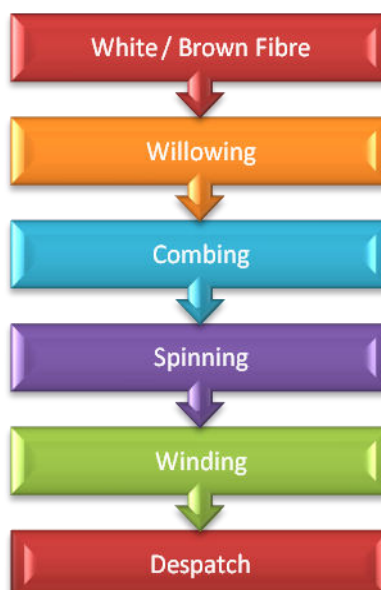 White / Brown Fibre
Willowing
Combing
Spinning
Winding
Despatch